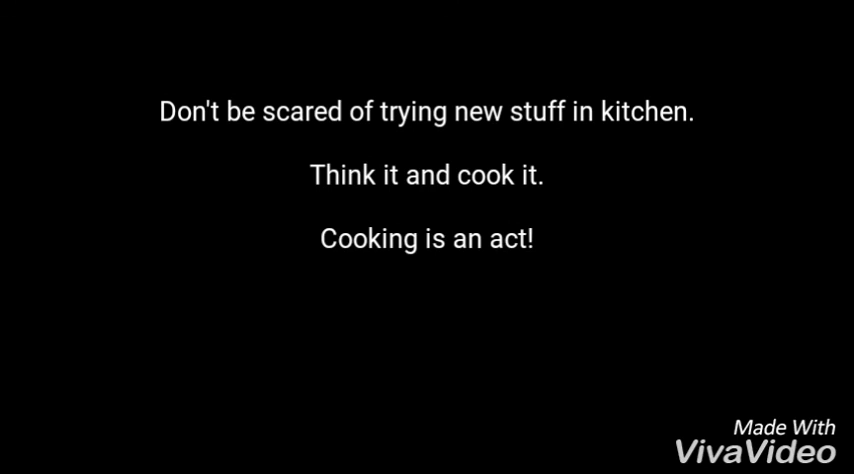 Don't be scared of trying new stuff in kitchen.
Think it and cook it.
Cooking is an act!
Made With
VivaVideo